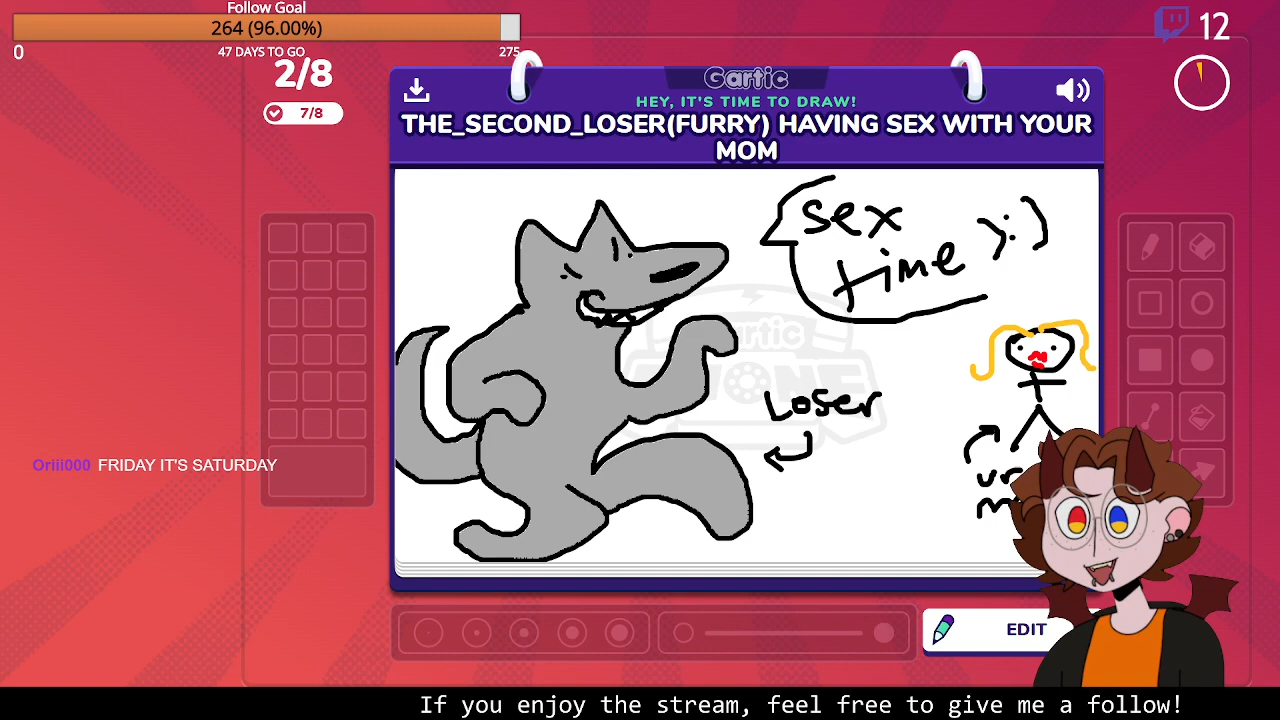 Follow Goal
264 (96.00%)
0
47 DAYS TO GO
275
12
2/8
7/8
Gartic
HEY, IT'S TIME TO DRAW!
THE_SECOND_LOSER(FURRY) HAVING SEX WITH YOUR
MOM
sex
time ;:)
Loser
ur
Oriii000 FRIDAY IT'S SATURDAY
EDIT
If you enjoy the stream, feel free to give me a follow!